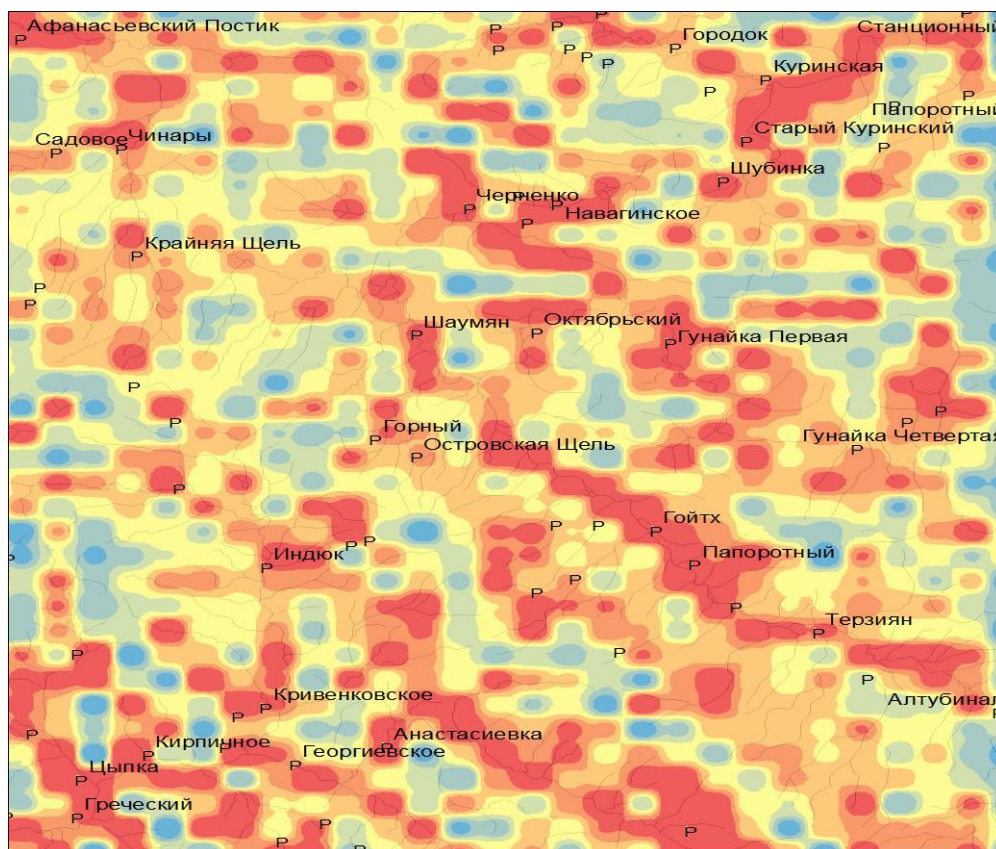 Афанасьевский Постик
Станционный
Городок
Куринская
Папоротный
Садовое
Чинары
Старый Куринский
Шубинка
Черненко
Навагинское
Крайняя Щель
Шаумян
Октябрьский
Гунайка Первая
Горный
Островская Щель
Гунайка Четвертая
Гойтх
Индюк
Папоротный
Терзиян
Кривенковское
Алтубинал
Кирпичное
Анастасиевка
Георгиевское
Цыпка
Греческий